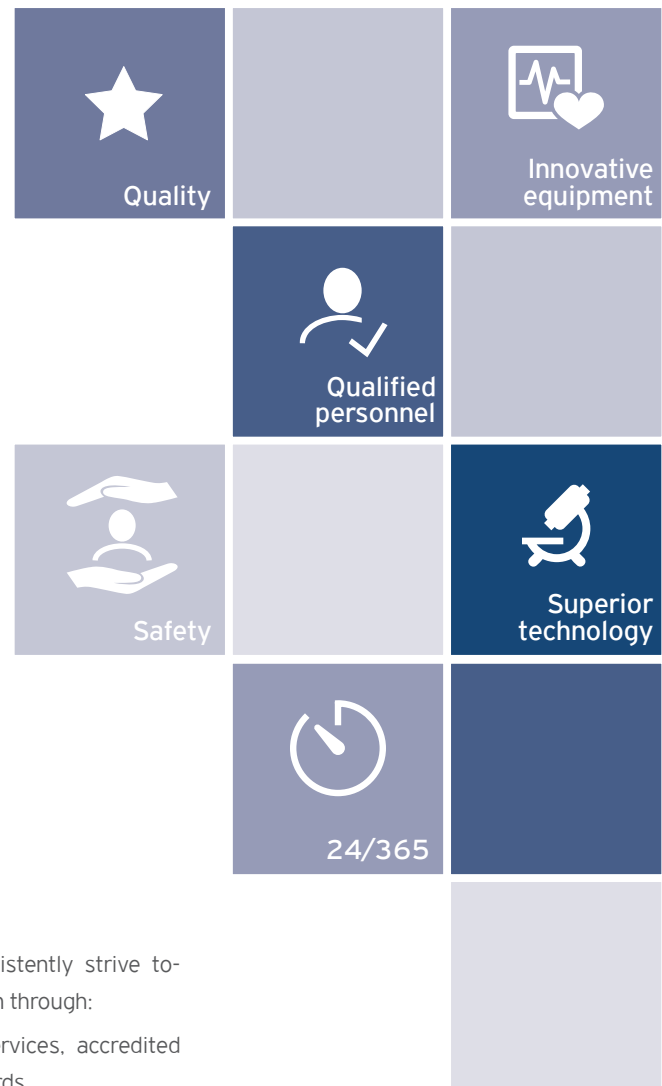 Quality
Innovative
equipment
Qualified
personnel
Safety
Superior
technology
24/365
istently strive to-
through:
rvices, accredited